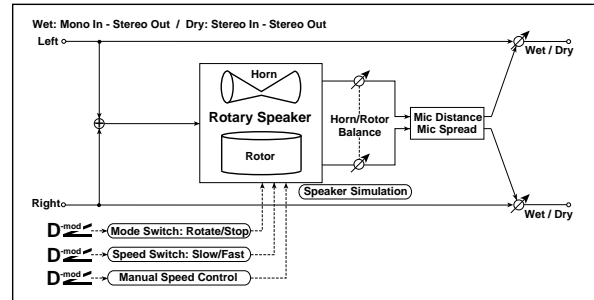 Wet: Mono In - Stereo Out / Dry: Stereo In - Stereo Out
Left
Wet / Dry
Horn
Rotary Speaker
Rotor
Horn/Rotor
Balance
Mic Distance
Mic Spread
Speaker Simulation
Right
Wet / Dry
D-mod Mode Switch: Rotate/Stop
D-mod Speed Switch: Slow/Fast
D-mod Manual Speed Control